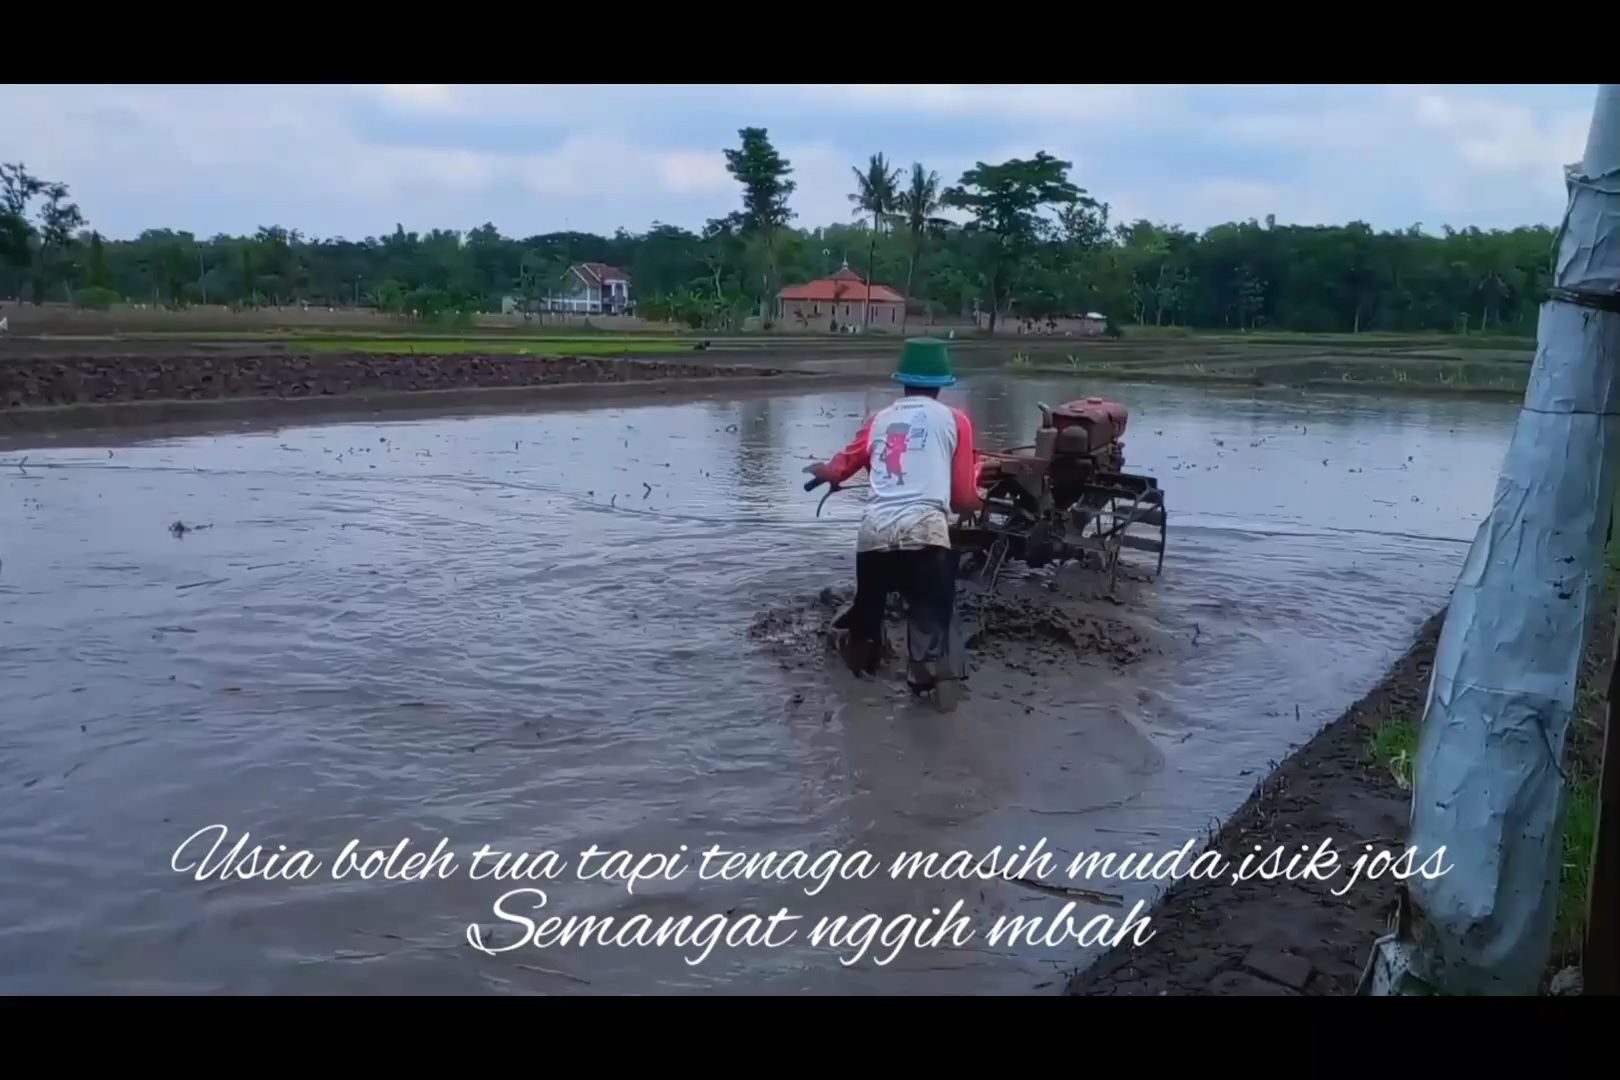 Usia boleh tua tapi tenaga masih muda,isik joss
Semangat nggih mbah